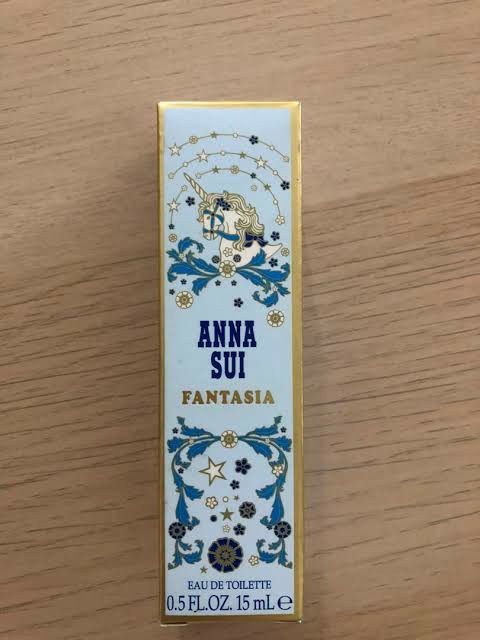 ANNA
SUI
FANTASIA
EAU DE TOILETTE
0.5 FL.OZ. 15 mL ℮